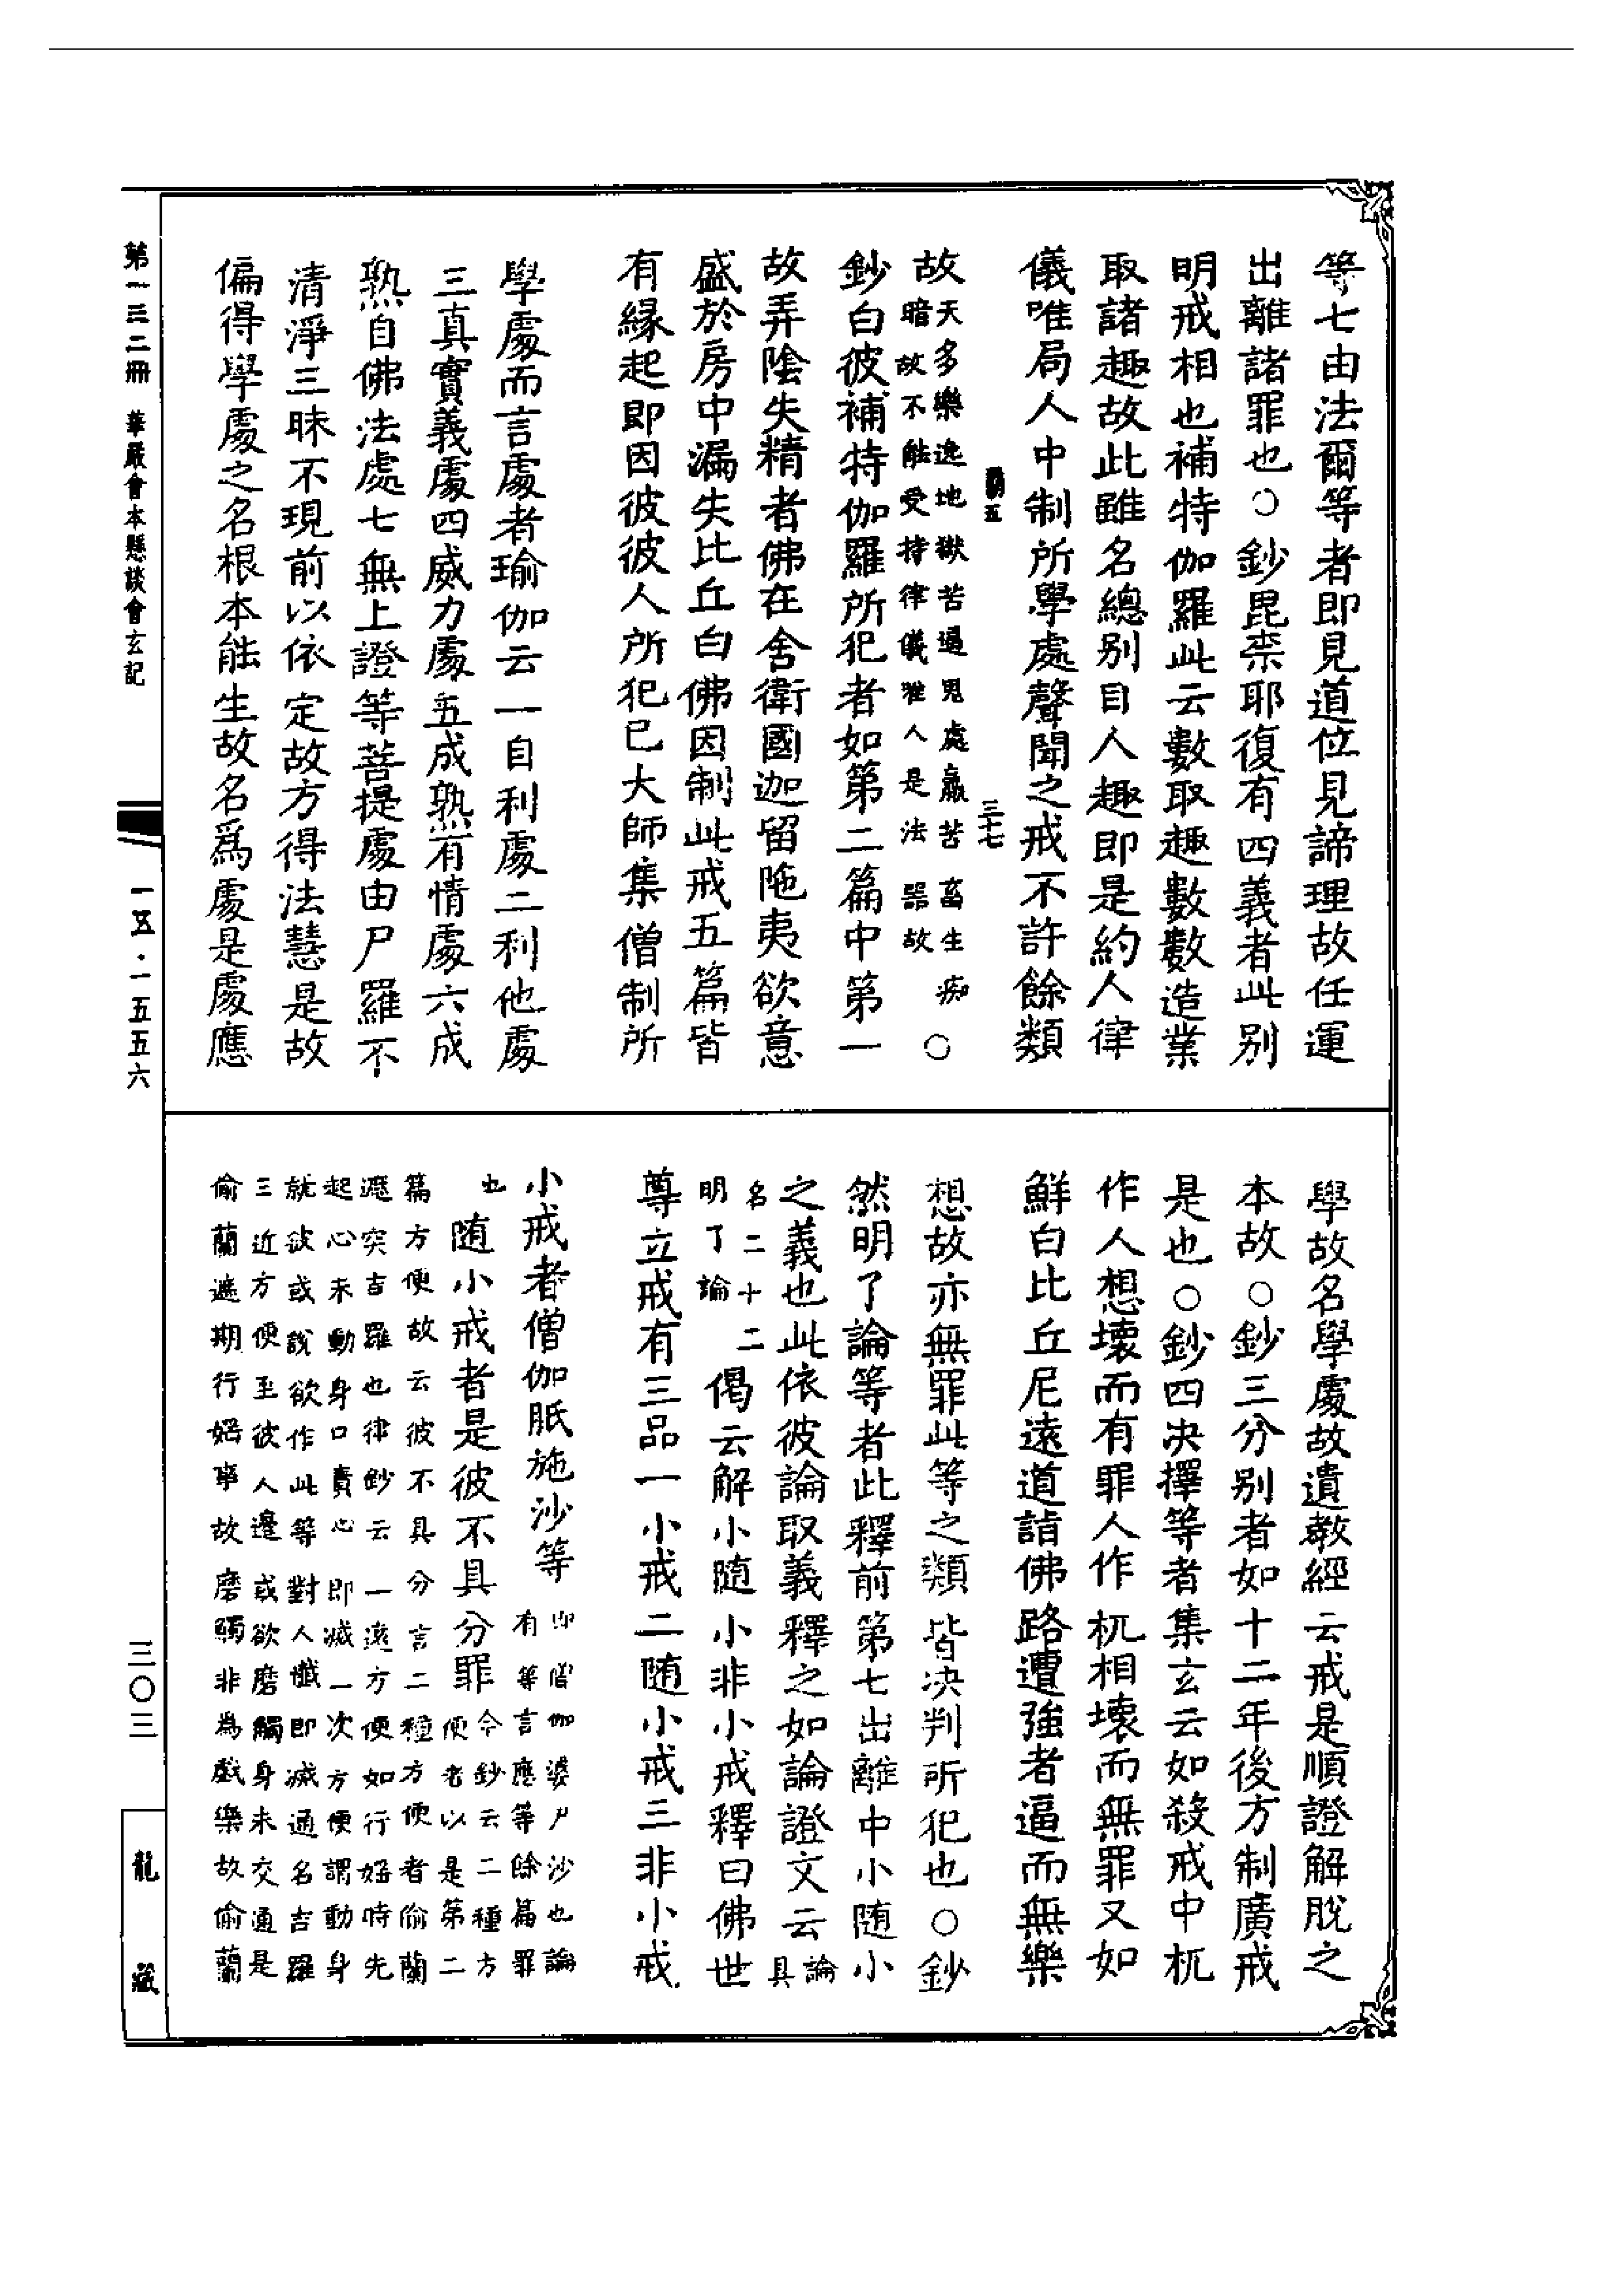 等七由法爾等者即見道位見諦理故任運
出離諸罪也○鈔毘柰耶復有四義者此別
明戒相也補特伽羅此云數取趣數數造業
取諸趣故此雖名總別目人趣即是約人律
儀唯局人中制所學處聲聞之戒不許餘類
三十七
故天多樂逸地獄苦逼鬼處羸苦畜生痴
暗故不能受持律儀唯人是法器故○
鈔白彼補特伽羅所犯者如第二篇中第一
故弄陰失精者佛在舍衛國迦留陁夷欲意
盛於房中漏失比丘白佛因制此戒五篇皆
有緣起即因彼彼人所犯已大師集僧制所
學處而言處者瑜伽云一自利處二利他處
三真實義處四威力處五成熟有情處六成
熟自佛法處七無上證等菩提處由尸羅不
清淨三昧不現前以依定故方得法慧是故
偏得學處之名根本能生故名爲處是處應
學故名學處故遺教經云戒是順證解脫之
本故○鈔三分別者如十二年後方制廣戒
是也○鈔四決擇等者集玄云如殺戒中杌
作人想壞而有罪人作杌想壞而無罪又如
鮮白比丘尼遠道詣佛路遭強者逼而無樂
想故亦無罪此等之類皆決判所犯也○鈔
然明了論等者此釋前第七出離中小隨小
之義也此依彼論取義釋之如論證文云論具
名二十二
明了論偈云解小隨小非小戒釋曰佛世
尊立戒有三品一小戒二隨小戒三非小戒
小戒者僧伽胝施沙等即僧伽婆尸沙也論
有等言應等餘篇罪
也隨小戒者是彼不具分罪今鈔云二種方
便者以是第二
篇方便故云彼不具分言二種方便者偷蘭
遮突吉羅也律鈔云一遠方便如行婬時先
起心未動身口責心即滅一次方便謂動身
就彼或說欲作此等對人懺即滅通名吉羅
三近方便至彼人邊或欲磨觸身未交通是
偷蘭遮期行婬事故磨觸非為戲樂故偷蘭
第一三二冊 華嚴會本懸談會玄記
一五·一五五六
三〇三
龍藏